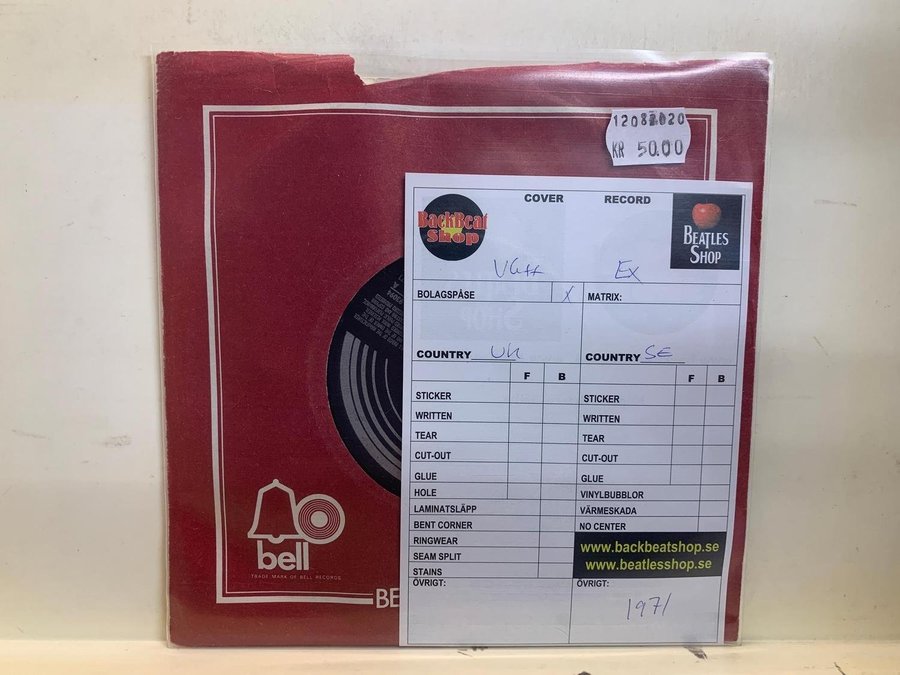 12082020
KR 50.00
COVER RECORD
BackBeat Shop
BEATLES SHOP
VG++ Ex
BOLAGSPÅSE X MATRIX:
COUNTRY UK COUNTRY SE
F B F B
STICKER STICKER
WRITTEN WRITTEN
TEAR TEAR
CUT-OUT CUT-OUT
GLUE GLUE
HOLE VINYLBUBBLOR
LAMINATSLÄPP VÄRMESKADA
BENT CORNER NO CENTER
RINGWEAR
SEAM SPLIT
STAINS
www.backbeatshop.se
www.beatlesshop.se
ÖVRIGT: ÖVRIGT:
1971
bell
TRADE MARK OF BELL RECORDS
BE